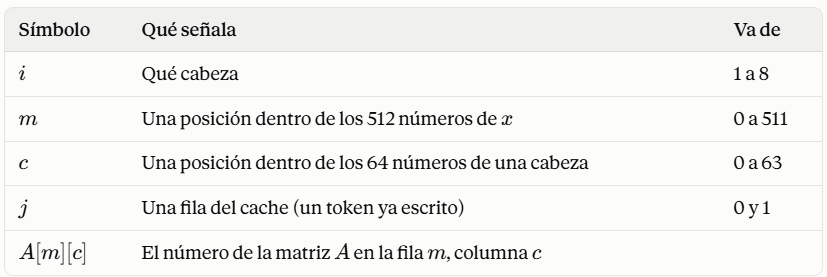 Símbolo Qué señala Va de
i Qué cabeza 1 a 8
m Una posición dentro de los 512 números de x 0 a 511
c Una posición dentro de los 64 números de una cabeza 0 a 63
j Una fila del cache (un token ya escrito) 0 y 1
A[m][c] El número de la matriz A en la fila m, columna c